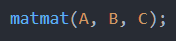 matmat(A, B, C);